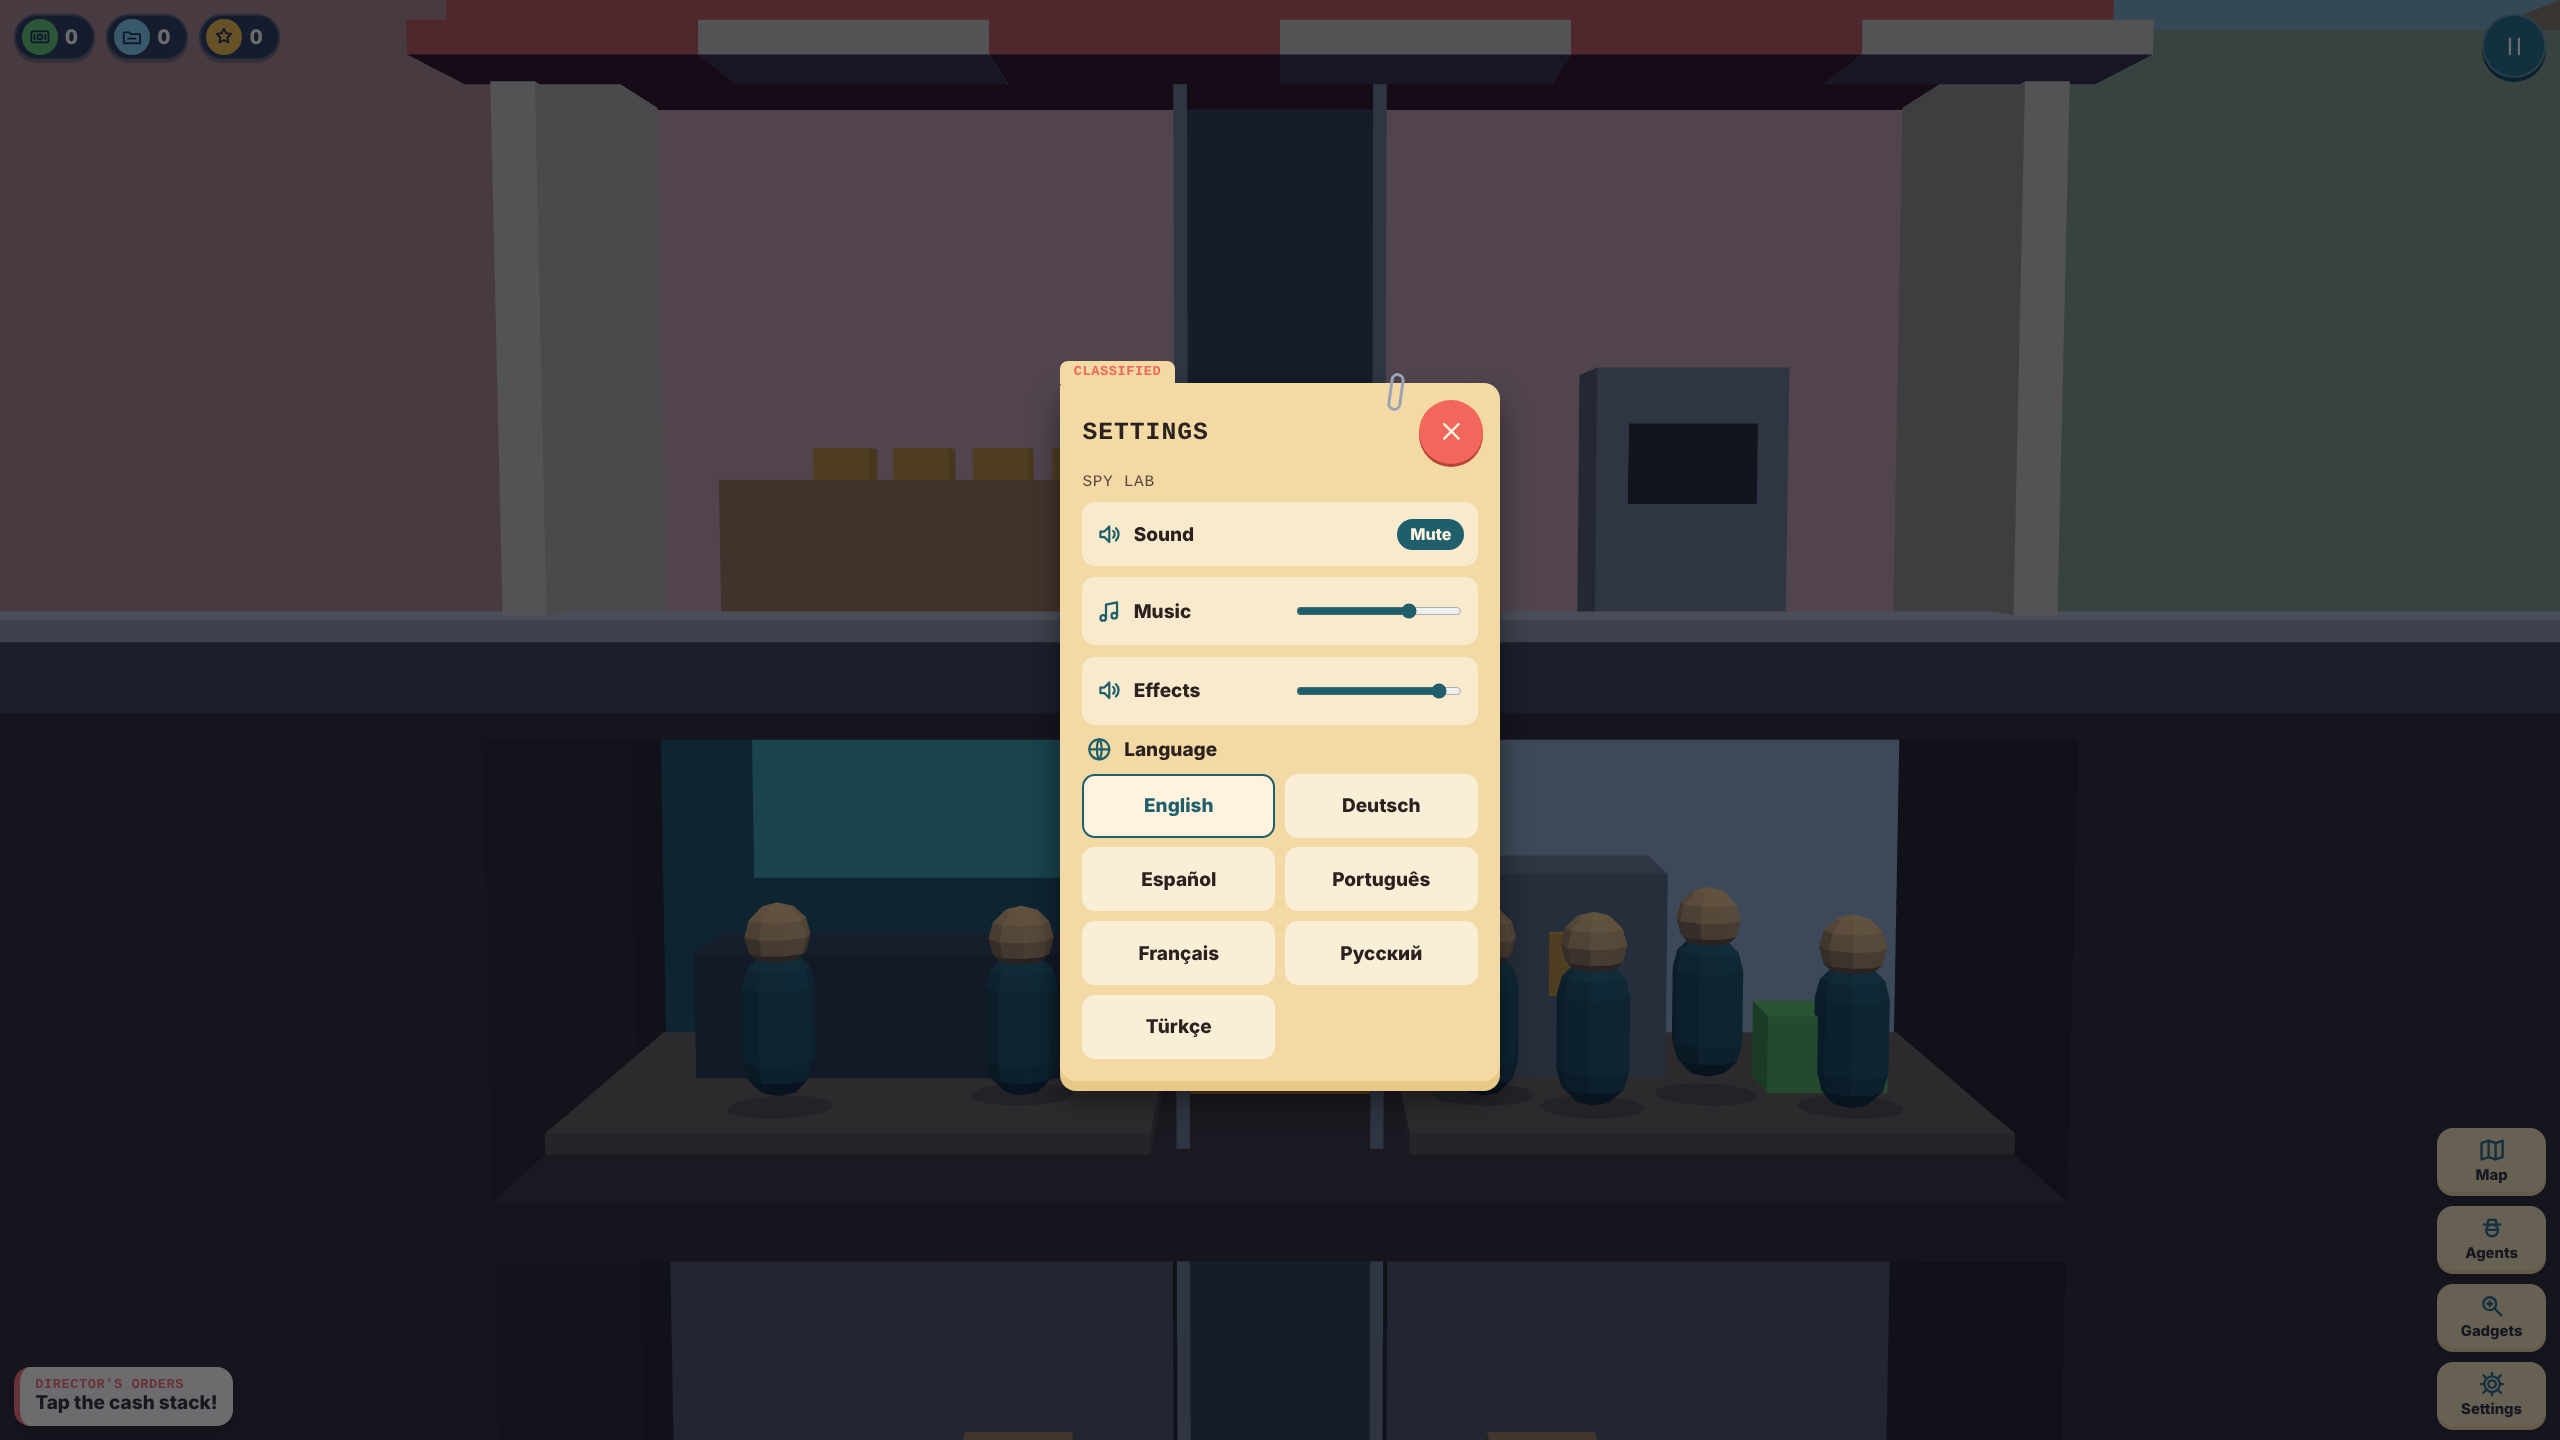 0 0 0
CLASSIFIED
SETTINGS
SPY LAB
Sound Mute
Music
Effects
Language
English Deutsch
Español Português
Français Русский
Türkçe
Map
Agents
Gadgets
Settings
DIRECTOR'S ORDERS
Tap the cash stack!